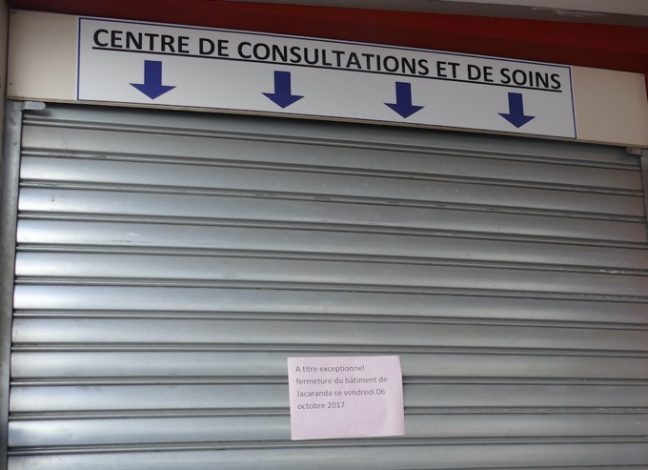 CENTRE DE CONSULTATIONS ET DE SOINS
A titre exceptionnel
fermeture du bâtiment de
Jacaranda ce vendredi 06
octobre 2017